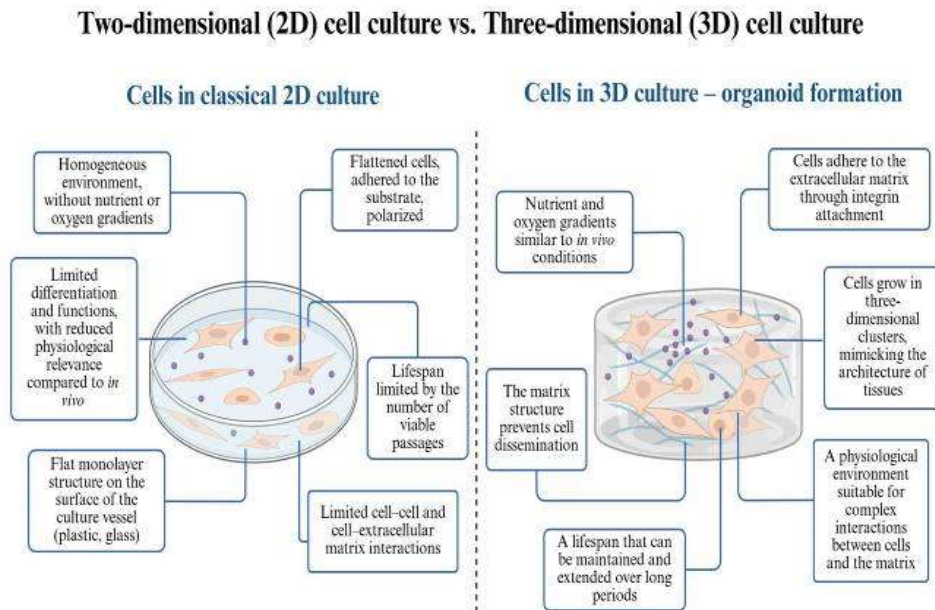 Two-dimensional (2D) cell culture vs. Three-dimensional (3D) cell culture
Cells in classical 2D culture
Homogeneous
environment,
without nutrient or
oxygen gradients
Flattened cells,
adhered to the
substrate,
polarized
Limited
differentiation
and functions,
with reduced
physiological
relevance
compared to in
vivo
Lifespan
limited by the
number of
viable
passages
Flat monolayer
structure on the
surface of the
culture vessel
(plastic, glass)
Limited cell–cell and
cell–extracellular
matrix interactions
Cells in 3D culture – organoid formation
Nutrient and
oxygen gradients
similar to in vivo
conditions
Cells adhere to the
extracellular matrix
through integrin
attachment
Cells grow in
three-
dimensional
clusters,
mimicking the
architecture of
tissues
The matrix
structure
prevents cell
dissemination
A physiological
environment
suitable for
complex
interactions
between cells
and the matrix
A lifespan that can
be maintained and
extended over long
periods